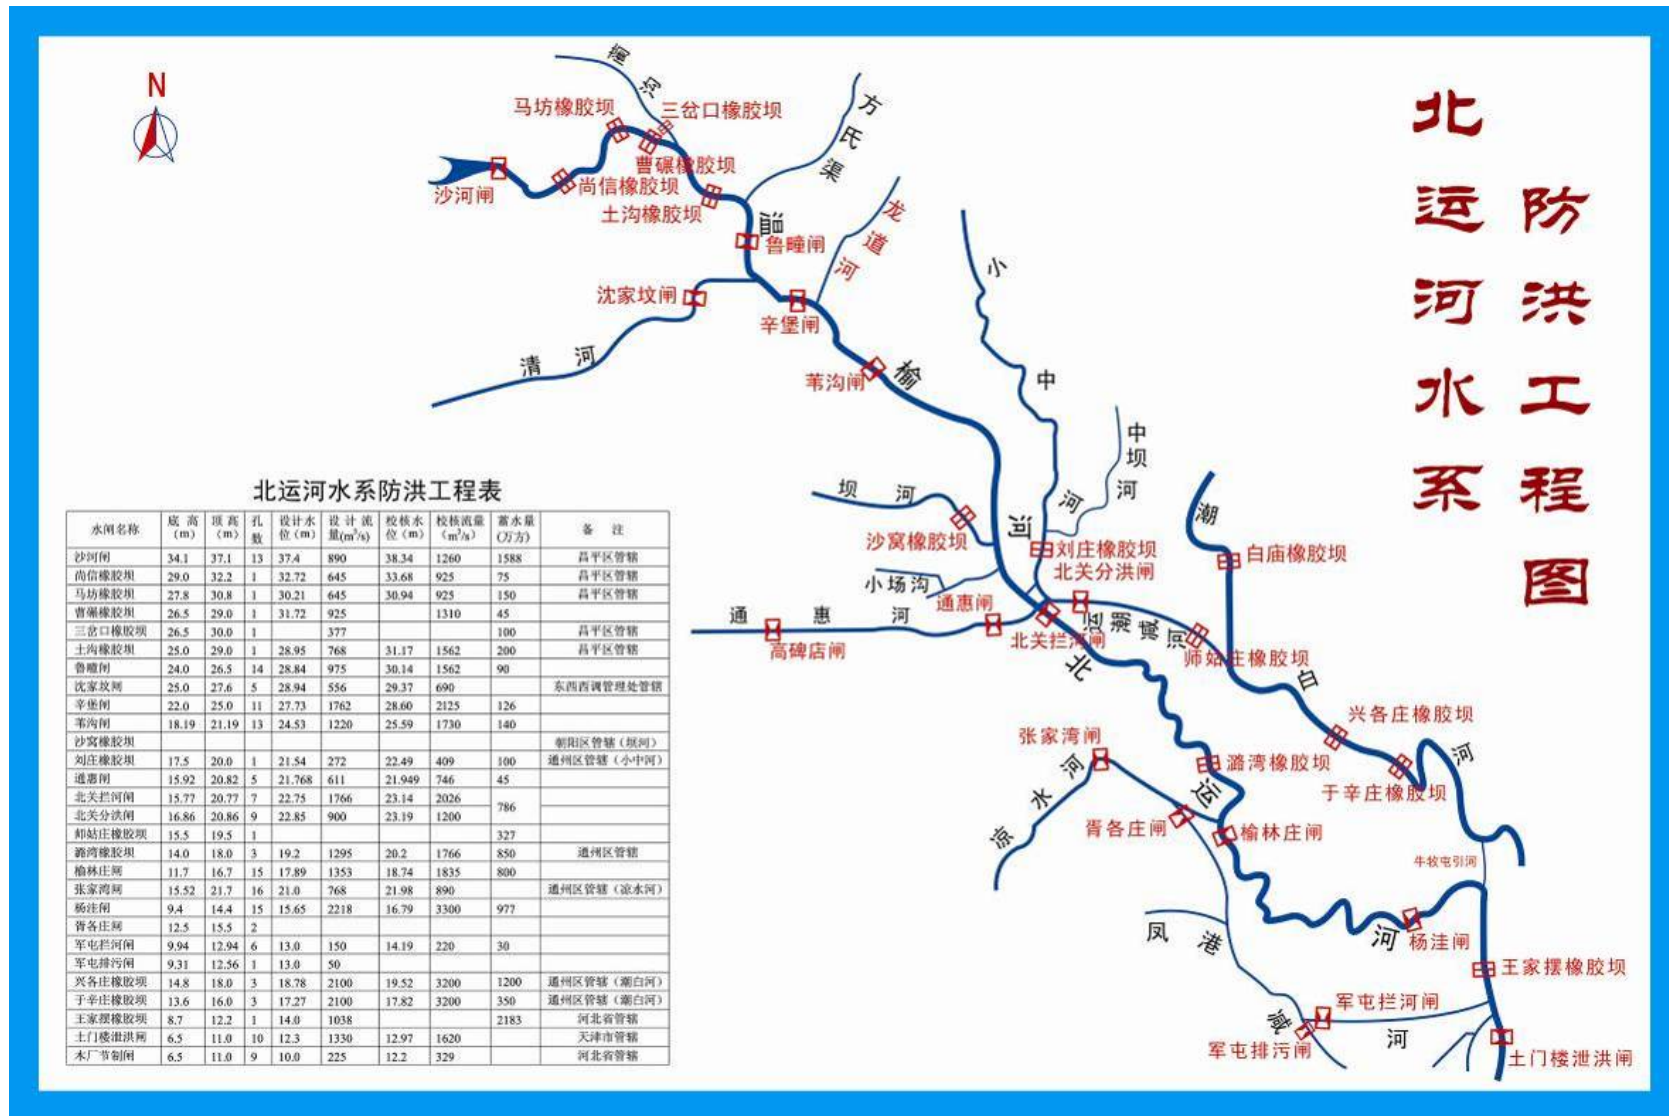 北运河水系
防洪工程图
N
蔺沟
马坊橡胶坝
三岔口橡胶坝
方氏渠
曹碾橡胶坝
沙河闸
尚信橡胶坝
土沟橡胶坝
龙道河
温
鲁疃闸
小
沈家坟闸
辛堡闸
清河
苇沟闸
榆
中
中坝河
坝河
河
河
潮
沙窝橡胶坝
刘庄橡胶坝
北关分洪闸
白庙橡胶坝
小场沟
通惠闸
通惠河
高碑店闸
北关拦河闸
运潮减河
师姑庄橡胶坝
北
白
兴各庄橡胶坝
张家湾闸
潞湾橡胶坝
河
于辛庄橡胶坝
凉水河
运
胥各庄闸
榆林庄闸
牛牧屯引河
凤港
河
杨洼闸
王家摆橡胶坝
军屯拦河闸
减
河
军屯排污闸
土门楼泄洪闸
北运河水系防洪工程表
水闸名称 底高(m) 顶高(m) 孔数 设计水位(m) 设计流量(m³/s) 校核水位(m) 校核流量(m³/s) 蓄水量(万方) 备注
沙河闸 34.1 37.1 13 37.4 890 38.34 1260 1588 昌平区管辖
尚信橡胶坝 29.0 32.2 1 32.72 645 33.68 925 75 昌平区管辖
马坊橡胶坝 27.8 30.8 1 30.21 645 30.94 925 150 昌平区管辖
曹碾橡胶坝 26.5 29.0 1 31.72 925 1310 45
三岔口橡胶坝 26.5 30.0 1 377 100 昌平区管辖
土沟橡胶坝 25.0 29.0 1 28.95 768 31.17 1562 200 昌平区管辖
鲁疃闸 24.0 26.5 14 28.84 975 30.14 1562 90
沈家坟闸 25.0 27.6 5 28.94 556 29.37 690 东西西调管理处管辖
辛堡闸 22.0 25.0 11 27.73 1762 28.60 2125 126
苇沟闸 18.19 21.19 13 24.53 1220 25.59 1730 140
沙窝橡胶坝 朝阳区管辖（坝河）
刘庄橡胶坝 17.5 20.0 1 21.54 272 22.49 409 100 通州区管辖（小中河）
通惠闸 15.92 20.82 5 21.768 611 21.949 746 45
北关拦河闸 15.77 20.77 7 22.75 1766 23.14 2026 786
北关分洪闸 16.86 20.86 9 22.85 900 23.19 1200
师姑庄橡胶坝 15.5 19.5 1 327
潞湾橡胶坝 14.0 18.0 3 19.2 1295 20.2 1766 850 通州区管辖
榆林庄闸 11.7 16.7 15 17.89 1353 18.74 1835 800
张家湾闸 15.52 21.7 16 21.0 768 21.98 890 通州区管辖（凉水河）
杨洼闸 9.4 14.4 15 15.65 2218 16.79 3300 977
胥各庄闸 12.5 15.5 2
军屯拦河闸 9.94 12.94 6 13.0 150 14.19 220 30
军屯排污闸 9.31 12.56 1 13.0 50
兴各庄橡胶坝 14.8 18.0 3 18.78 2100 19.52 3200 1200 通州区管辖（潮白河）
于辛庄橡胶坝 13.6 16.0 3 17.27 2100 17.82 3200 350 通州区管辖（潮白河）
王家摆橡胶坝 8.7 12.2 1 14.0 1038 2183 河北省管辖
土门楼泄洪闸 6.5 11.0 10 12.3 1330 12.97 1620 天津市管辖
木厂节制闸 6.5 11.0 9 10.0 225 12.2 329 河北省管辖